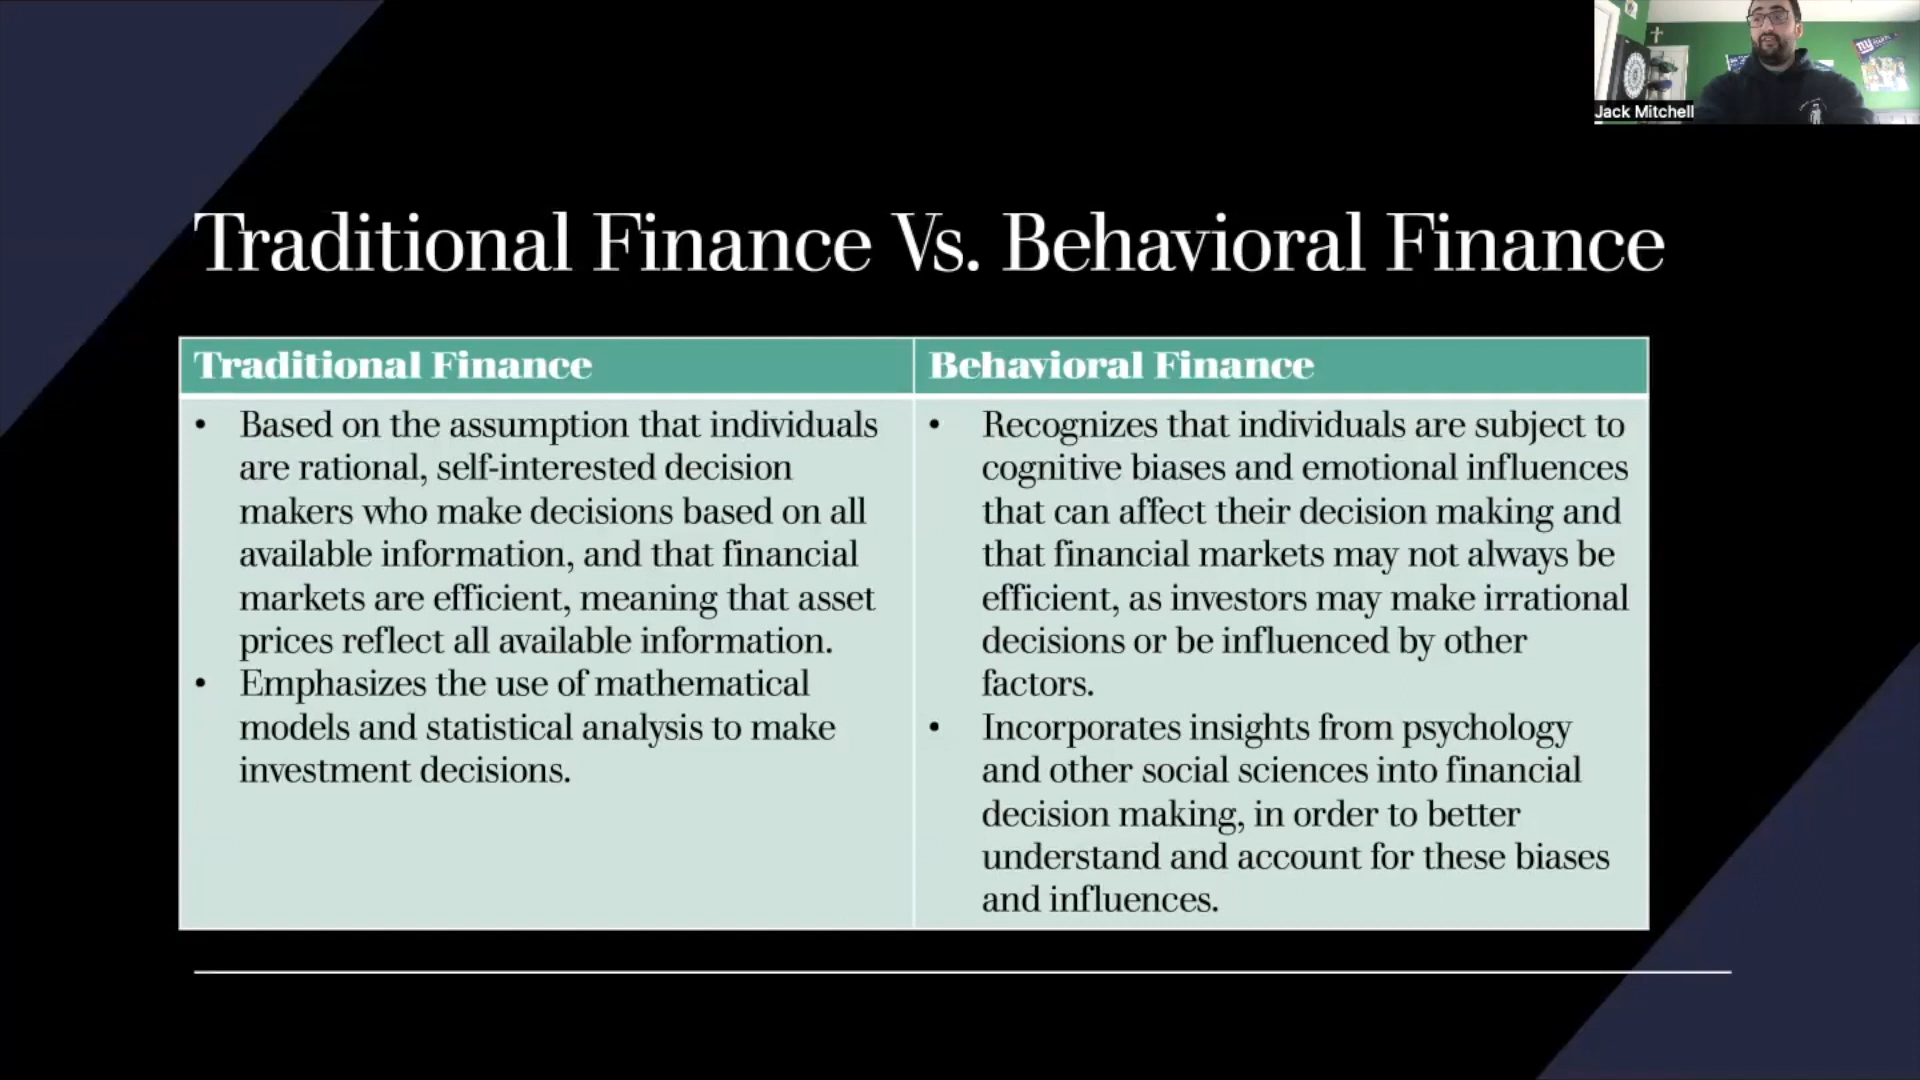 Jack Mitchell
NY
Traditional Finance Vs. Behavioral Finance
Traditional Finance
• Based on the assumption that individuals
are rational, self-interested decision
makers who make decisions based on all
available information, and that financial
markets are efficient, meaning that asset
prices reflect all available information.
• Emphasizes the use of mathematical
models and statistical analysis to make
investment decisions.
Behavioral Finance
• Recognizes that individuals are subject to
cognitive biases and emotional influences
that can affect their decision making and
that financial markets may not always be
efficient, as investors may make irrational
decisions or be influenced by other
factors.
• Incorporates insights from psychology
and other social sciences into financial
decision making, in order to better
understand and account for these biases
and influences.